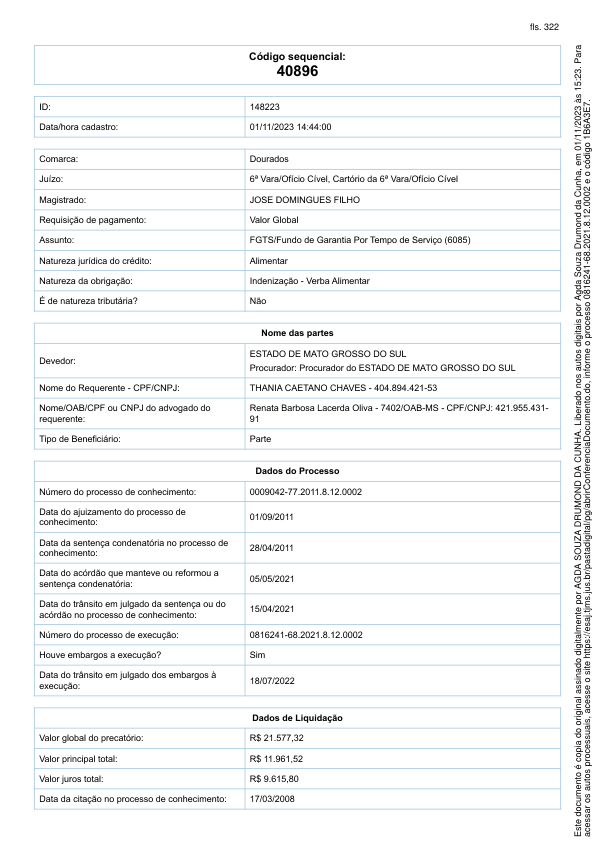 fls. 322
Código sequencial:
40896
ID: 148223
Data/hora cadastro: 01/11/2023 14:44:00
Comarca: Dourados
Juízo: 6ª Vara/Ofício Cível, Cartório da 6ª Vara/Ofício Cível
Magistrado: JOSE DOMINGUES FILHO
Requisição de pagamento: Valor Global
Assunto: FGTS/Fundo de Garantia Por Tempo de Serviço (6085)
Natureza jurídica do crédito: Alimentar
Natureza da obrigação: Indenização - Verba Alimentar
É de natureza tributária? Não
Nome das partes
Devedor: ESTADO DE MATO GROSSO DO SUL
Procurador: Procurador do ESTADO DE MATO GROSSO DO SUL
Nome do Requerente - CPF/CNPJ: THANIA CAETANO CHAVES - 404.894.421-53
Nome/OAB/CPF ou CNPJ do advogado do
requerente:
Renata Barbosa Lacerda Oliva - 7402/OAB-MS - CPF/CNPJ: 421.955.431-
91
Tipo de Beneficiário: Parte
Dados do Processo
Número do processo de conhecimento: 0009042-77.2011.8.12.0002
Data do ajuizamento do processo de
conhecimento:
01/09/2011
Data da sentença condenatória no processo de
conhecimento:
28/04/2011
Data do acórdão que manteve ou reformou a
sentença condenatória:
05/05/2021
Data do trânsito em julgado da sentença ou do
acórdão no processo de conhecimento:
15/04/2021
Número do processo de execução: 0816241-68.2021.8.12.0002
Houve embargos a execução? Sim
Data do trânsito em julgado dos embargos à
execução:
18/07/2022
Dados de Liquidação
Valor global do precatório: R$ 21.577,32
Valor principal total: R$ 11.961,52
Valor juros total: R$ 9.615,80
Data da citação no processo de conhecimento: 17/03/2008
Este documento é copia do original assinado digitalmente por AGDA SOUZA DRUMOND DA CUNHA. Liberado nos autos digitais por Agda Souza Drumond da Cunha, em 01/11/2023 às 15:23. Para
acessar os autos processuais, acesse o site https://esaj.tjms.jus.br/pastadigital/pg/abrirConferenciaDocumento.do, informe o processo 0816241-68.2021.8.12.0002 e o código 1B6A3E7.